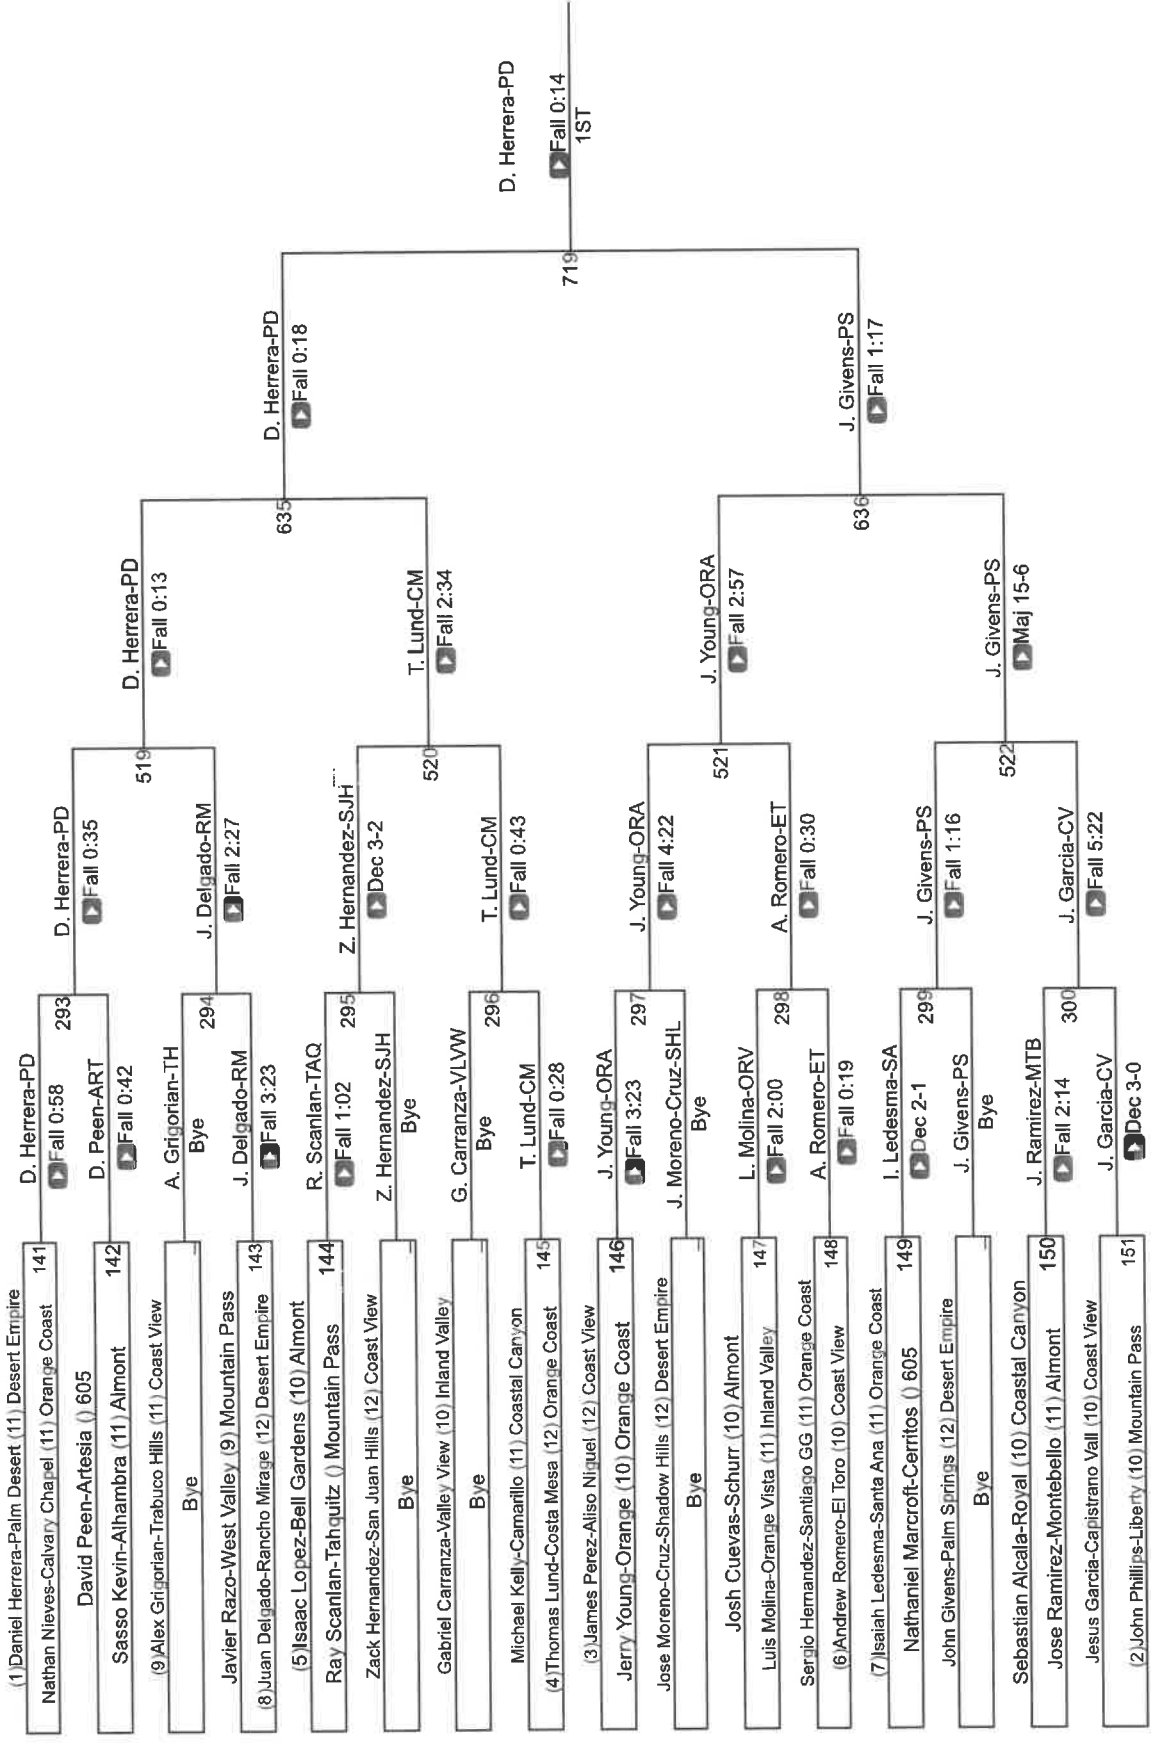 (1)Daniel Herrera-Palm Desert (11) Desert Empire
141
Nathan Nieves-Calvary Chapel (11) Orange Coast
David Peen-Artesia () 605
142
Sasso Kevin-Alhambra (11) Almont
(9)Alex Grigorian-Trabuco Hills (11) Coast View
Bye
Javier Razo-West Valley (9) Mountain Pass
143
(8)Juan Delgado-Rancho Mirage (12) Desert Empire
(5)Isaac Lopez-Bell Gardens (10) Almont
144
Ray Scanlan-Tahquitz () Mountain Pass
Zack Hernandez-San Juan Hills (12) Coast View
Bye
Gabriel Carranza-Valley View (10) Inland Valley
Bye
Michael Kelly-Camarillo (11) Coastal Canyon
145
(4)Thomas Lund-Costa Mesa (12) Orange Coast
(3)James Perez-Aliso Niguel (12) Coast View
146
Jerry Young-Orange (10) Orange Coast
Jose Moreno-Cruz-Shadow Hills (12) Desert Empire
Bye
Josh Cuevas-Schurr (10) Almont
147
Luis Molina-Orange Vista (11) Inland Valley
Sergio Hernandez-Santiago GG (11) Orange Coast
148
(6)Andrew Romero-El Toro (10) Coast View
(7)Isaiah Ledesma-Santa Ana (11) Orange Coast
149
Nathaniel Marcroft-Cerritos () 605
John Givens-Palm Springs (12) Desert Empire
Bye
Sebastian Alcala-Royal (10) Coastal Canyon
150
Jose Ramirez-Montebello (11) Almont
Jesus Garcia-Capistrano Vall (10) Coast View
151
(2)John Phillips-Liberty (10) Mountain Pass
D. Herrera-PD
Fall 0:58
293
D. Peen-ART
Fall 0:42
A. Grigorian-TH
Bye
294
J. Delgado-RM
Fall 3:23
R. Scanlan-TAQ
Fall 1:02
295
Z. Hernandez-SJH
Bye
G. Carranza-VLVW
Bye
296
T. Lund-CM
Fall 0:28
J. Young-ORA
Fall 3:23
297
J. Moreno-Cruz-SHL
Bye
L. Molina-ORV
Fall 2:00
298
A. Romero-ET
Fall 0:19
I. Ledesma-SA
Dec 2-1
299
J. Givens-PS
Bye
J. Ramirez-MTB
Fall 2:14
300
J. Garcia-CV
Dec 3-0
D. Herrera-PD
Fall 0:35
519
J. Delgado-RM
Fall 2:27
Z. Hernandez-SJH
Dec 3-2
520
T. Lund-CM
Fall 0:43
J. Young-ORA
Fall 4:22
521
A. Romero-ET
Fall 0:30
J. Givens-PS
Fall 1:16
522
J. Garcia-CV
Fall 5:22
D. Herrera-PD
Fall 0:13
635
T. Lund-CM
Fall 2:34
J. Young-ORA
Fall 2:57
636
J. Givens-PS
Maj 15-6
D. Herrera-PD
Fall 0:18
719
J. Givens-PS
Fall 1:17
D. Herrera-PD
Fall 0:14
1ST